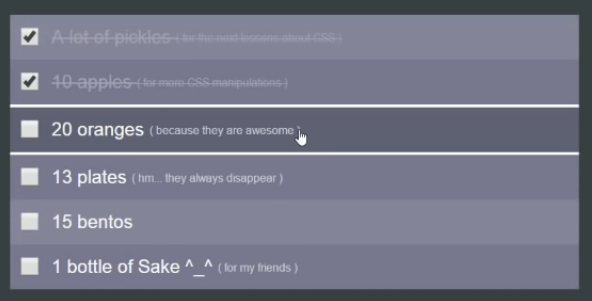 A lot of pickles ( for the next lessons about CSS )
10 apples ( for more CSS manipulations )
20 oranges ( because they are awesome )
13 plates ( hm... they always disappear )
15 bentos
1 bottle of Sake ^_^ ( for my friends )